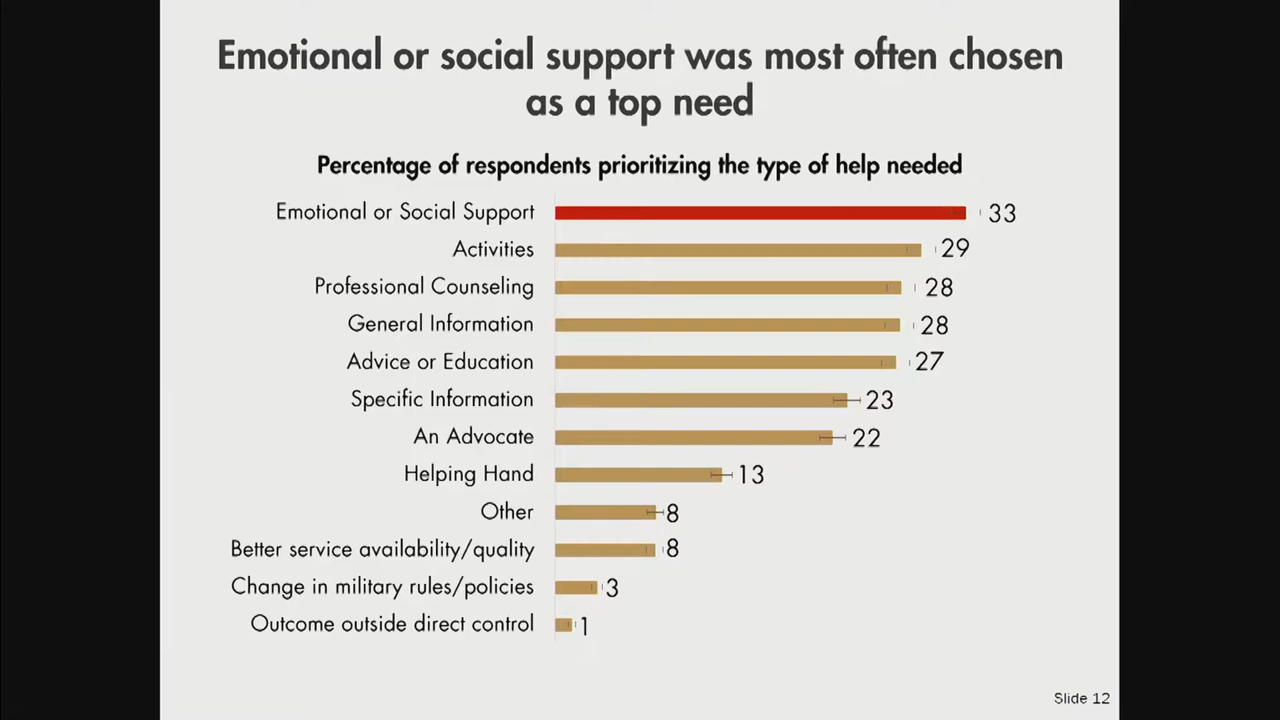 Emotional or social support was most often chosen
as a top need
Percentage of respondents prioritizing the type of help needed
Emotional or Social Support 33
Activities 29
Professional Counseling 28
General Information 28
Advice or Education 27
Specific Information 23
An Advocate 22
Helping Hand 13
Other 8
Better service availability/quality 8
Change in military rules/policies 3
Outcome outside direct control 1
Slide 12